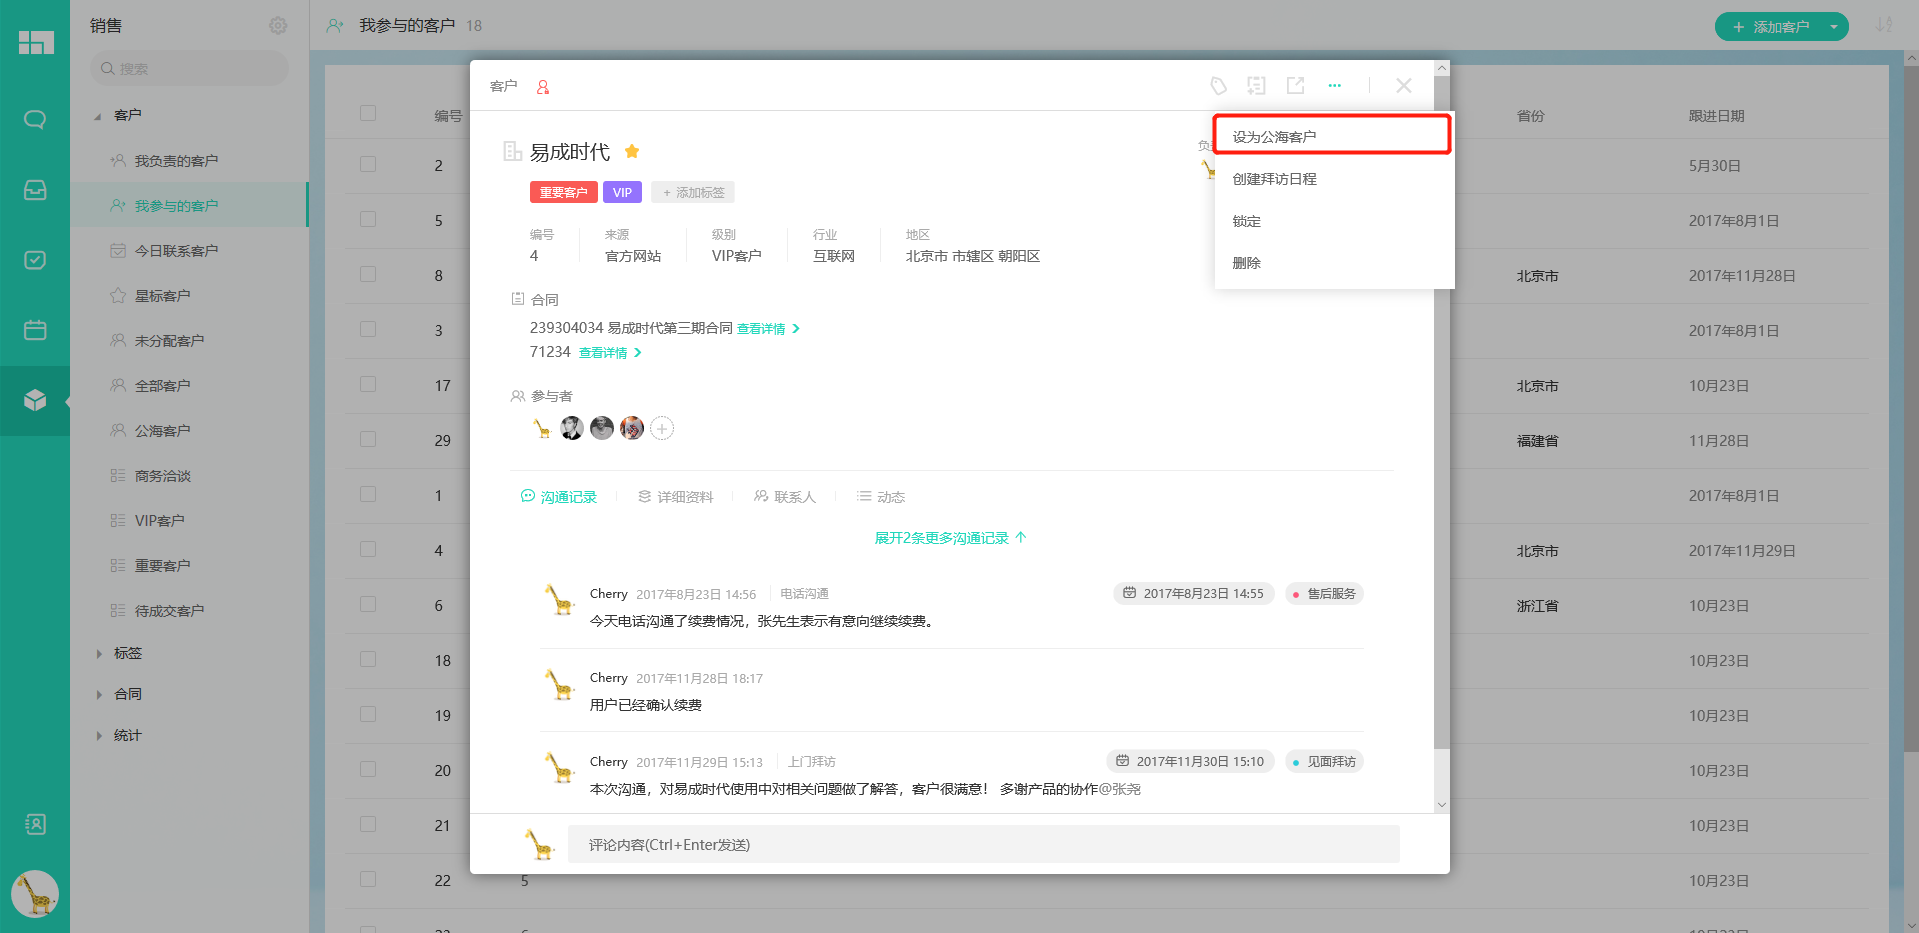 销售
搜索
客户
我负责的客户
我参与的客户
今日联系客户
星标客户
未分配客户
全部客户
公海客户
商务洽谈
VIP客户
重要客户
待成交客户
标签
合同
统计
我参与的客户 18
+ 添加客户
编号
省份
跟进日期
2
5月30日
5
2017年8月1日
8
北京市
2017年11月28日
3
2017年8月1日
17
北京市
10月23日
29
福建省
11月28日
1
2017年8月1日
4
北京市
2017年11月29日
6
浙江省
10月23日
18
10月23日
19
10月23日
20
10月23日
21
10月23日
22
5
10月23日
客户
设为公海客户
创建拜访日程
锁定
删除
易成时代
重要客户 VIP + 添加标签
编号 来源 级别 行业 地区
4 官方网站 VIP客户 互联网 北京市 市辖区 朝阳区
合同
239304034 易成时代第三期合同 查看详情
71234 查看详情
参与者
沟通记录 详细资料 联系人 动态
展开2条更多沟通记录
Cherry 2017年8月23日 14:56 电话沟通 2017年8月23日 14:55 售后服务
今天电话沟通了续费情况，张先生表示有意向继续续费。
Cherry 2017年11月28日 18:17
用户已经确认续费
Cherry 2017年11月29日 15:13 上门拜访 2017年11月30日 15:10 见面拜访
本次沟通，对易成时代使用中对相关问题做了解答，客户很满意！ 多谢产品的协作@张尧
评论内容(Ctrl+Enter发送)